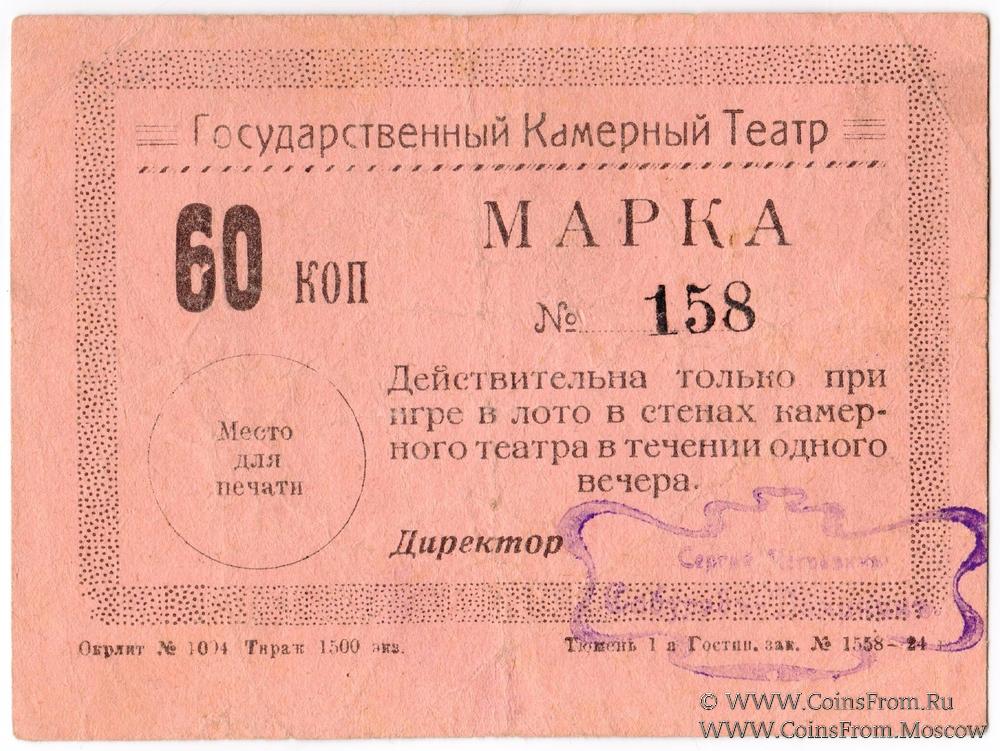 Государственный Камерный Театр
60 коп
МАРКА
№ 158
Действительна только при
игре в лото в стенах камер-
ного театра в течении одного
вечера.
Место
для
печати
Директор
Сергей
Окрлит № 1094 Тираж 1500 экз.
Тюмень 1 я Гостип. зак. № 1558-24
© WWW.CoinsFrom.Ru
WWW.CoinsFrom.Moscow